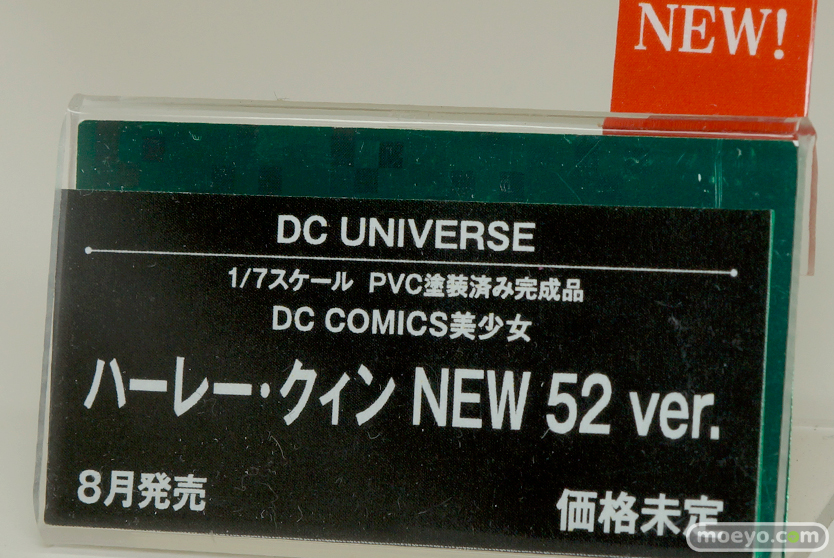 NEW!
DC UNIVERSE
1/7スケール PVC塗装済み完成品
DC COMICS美少女
ハーレー・クィン NEW 52 ver.
8月発売
価格未定
moeyo.com